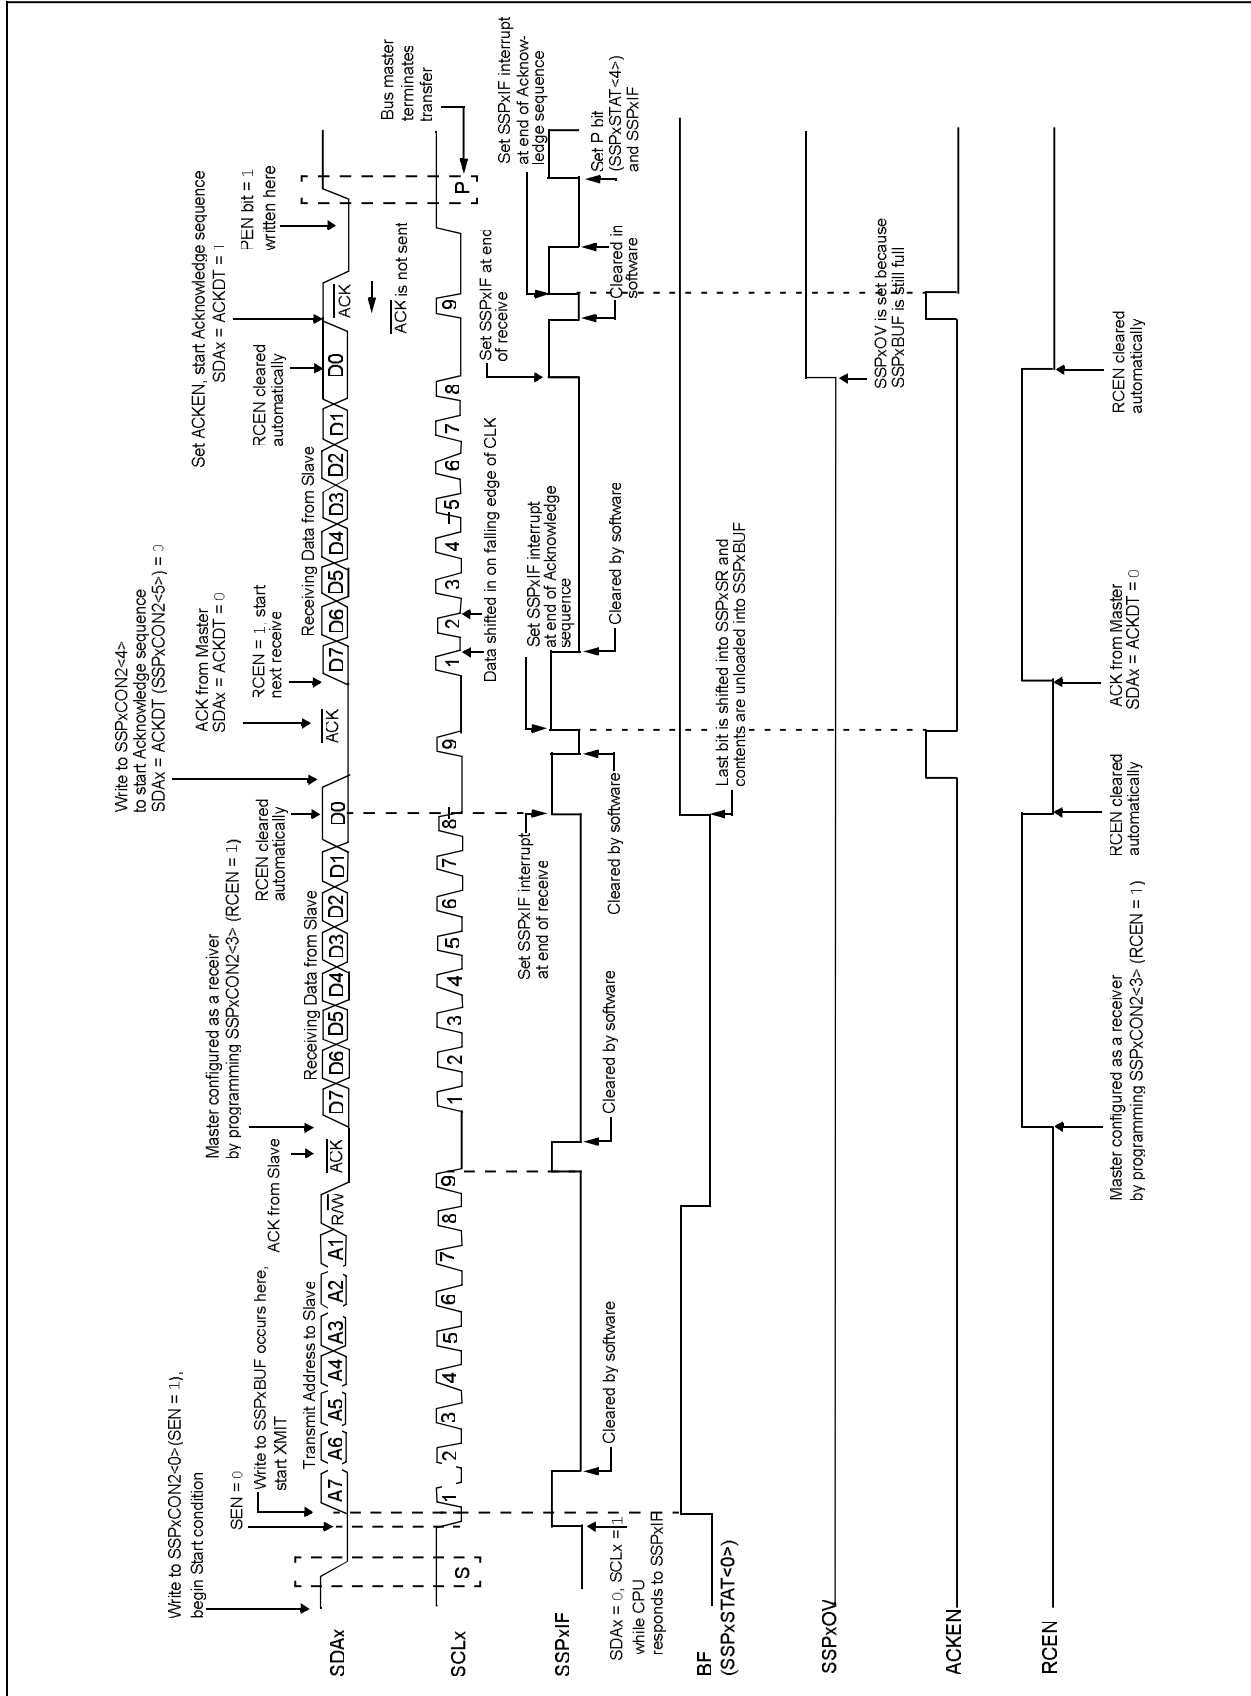 Write to SSPxCON2<0> (SEN = 1),
begin Start condition
SEN = 0
Write to SSPxBUF occurs here,
start XMIT
ACK from Slave
Master configured as a receiver
by programming SSPxCON2<3> (RCEN = 1)
RCEN cleared
automatically
Write to SSPxCON2<4>
to start Acknowledge sequence
SDAx = ACKDT (SSPxCON2<5>) = 0
ACK from Master
SDAx = ACKDT = 0
RCEN = 1, start
next receive
RCEN cleared
automatically
Set ACKEN, start Acknowledge sequence
SDAx = ACKDT = 1
PEN bit = 1
written here
Transmit Address to Slave
Receiving Data from Slave
Receiving Data from Slave
SDAx
A7 A6 A5 A4 A3 A2 A1 R/W ACK D7 D6 D5 D4 D3 D2 D1 D0 ACK D7 D6 D5 D4 D3 D2 D1 D0 ACK
ACK is not sent
Bus master
terminates
transfer
SCLx
S 1 2 3 4 5 6 7 8 9 1 2 3 4 5 6 7 8 9 1 2 3 4 5 6 7 8 9 P
Data shifted in on falling edge of CLK
Set SSPxIF interrupt
at end of receive
Set SSPxIF interrupt
at end of Acknowledge
sequence
Set SSPxIF at end
of receive
Set SSPxIF interrupt
at end of Acknow-
ledge sequence
SSPxIF
SDAx = 0, SCLx = 1
while CPU
responds to SSPxIF
Cleared by software
Cleared by software
Cleared by software
Cleared by software
Cleared in
software
Set P bit
(SSPxSTAT<4>)
and SSPxIF
BF
(SSPxSTAT<0>)
Last bit is shifted into SSPxSR and
contents are unloaded into SSPxBUF
SSPxOV
SSPxOV is set because
SSPxBUF is still full
ACKEN
RCEN
Master configured as a receiver
by programming SSPxCON2<3> (RCEN = 1)
RCEN cleared
automatically
ACK from Master
SDAx = ACKDT = 0
RCEN cleared
automatically